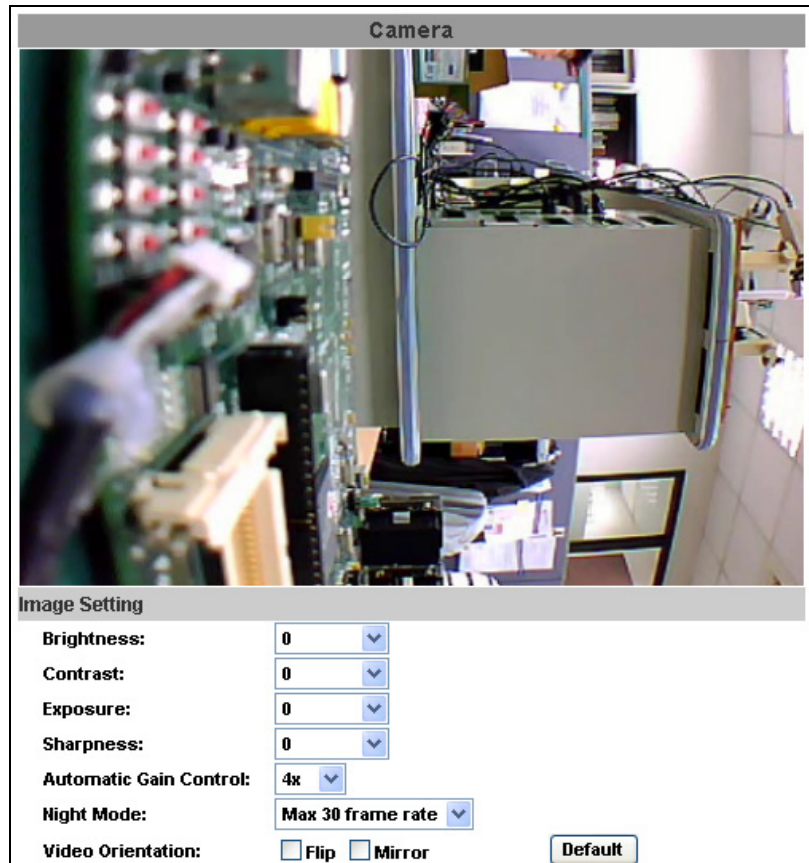 Camera
Image Setting
Brightness: 0
Contrast: 0
Exposure: 0
Sharpness: 0
Automatic Gain Control: 4x
Night Mode: Max 30 frame rate
Video Orientation: Flip Mirror Default